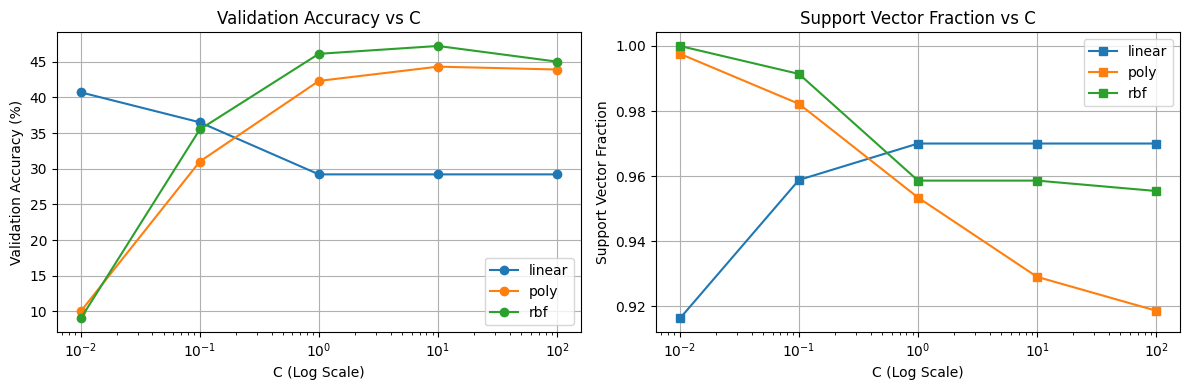 Validation Accuracy vs C
Validation Accuracy (%)
45
40
35
30
25
20
15
10
linear
poly
rbf
10⁻² 10⁻¹ 10⁰ 10¹ 10²
C (Log Scale)
Support Vector Fraction vs C
Support Vector Fraction
1.00
0.98
0.96
0.94
0.92
linear
poly
rbf
10⁻² 10⁻¹ 10⁰ 10¹ 10²
C (Log Scale)